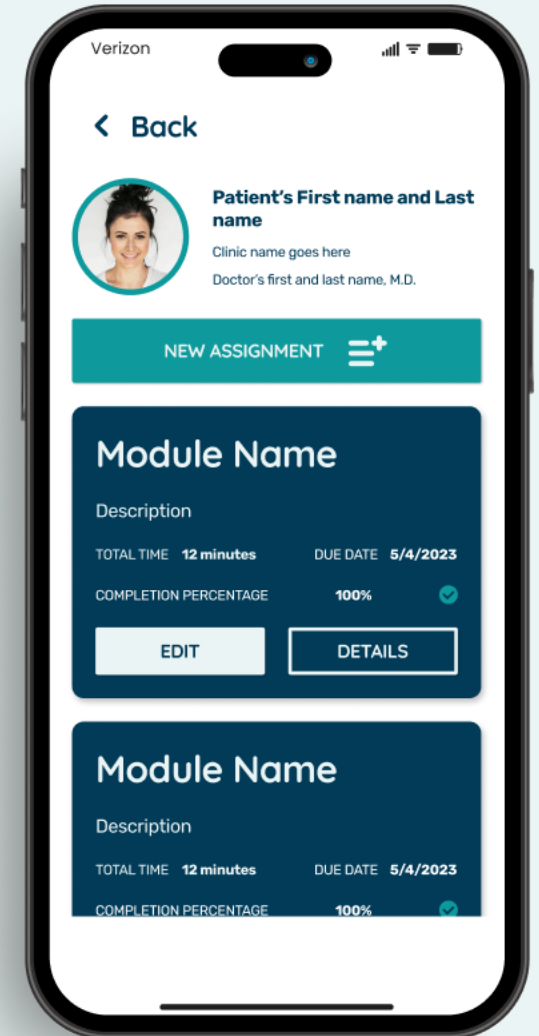 Verizon
Back
Patient's First name and Last
name
Clinic name goes here
Doctor's first and last name, M.D.
NEW ASSIGNMENT
Module Name
Description
TOTAL TIME 12 minutes DUE DATE 5/4/2023
COMPLETION PERCENTAGE 100%
EDIT DETAILS
Module Name
Description
TOTAL TIME 12 minutes DUE DATE 5/4/2023
COMPLETION PERCENTAGE 100%